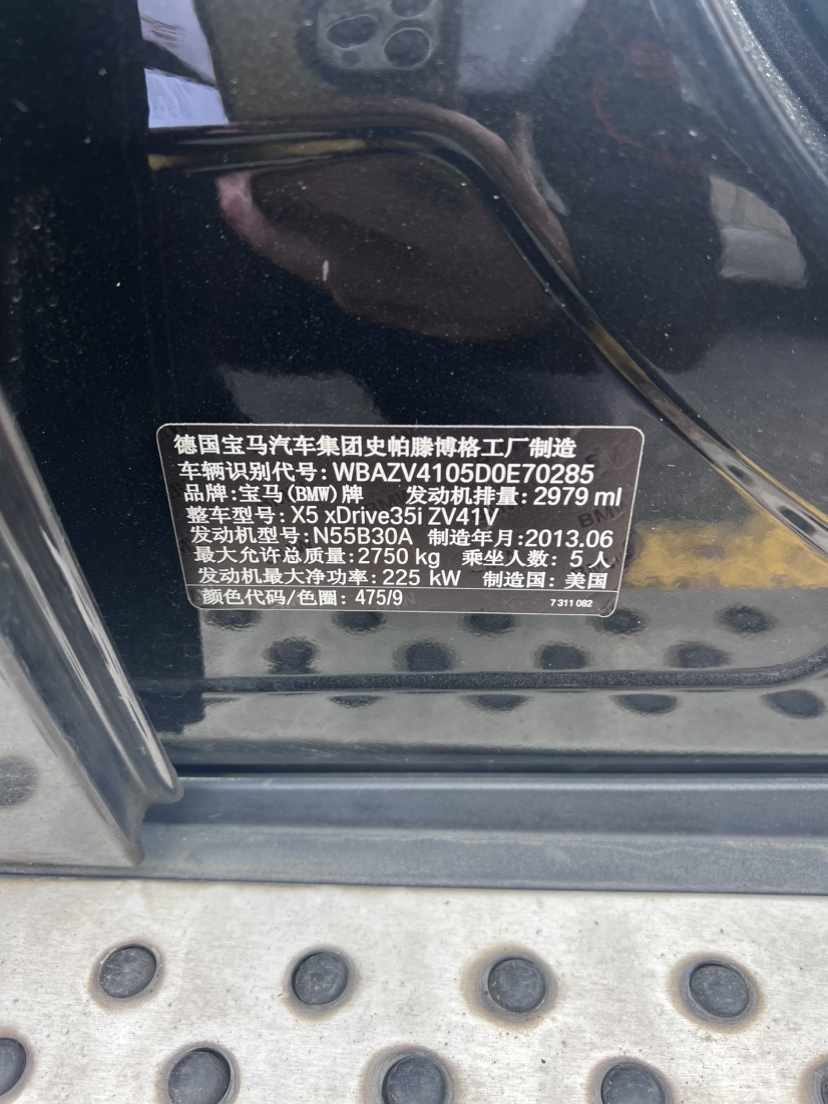 德国宝马汽车集团史帕滕博格工厂制造
车辆识别代号: WBAZV4105D0E70285
品牌: 宝马(BMW)牌 发动机排量: 2979 ml
整车型号: X5 xDrive35i ZV41V
发动机型号: N55B30A 制造年月: 2013.06
最大允许总质量: 2750 kg 乘坐人数: 5 人
发动机最大净功率: 225 kW 制造国: 美国
颜色代码/色圈: 475/9 7 311 082